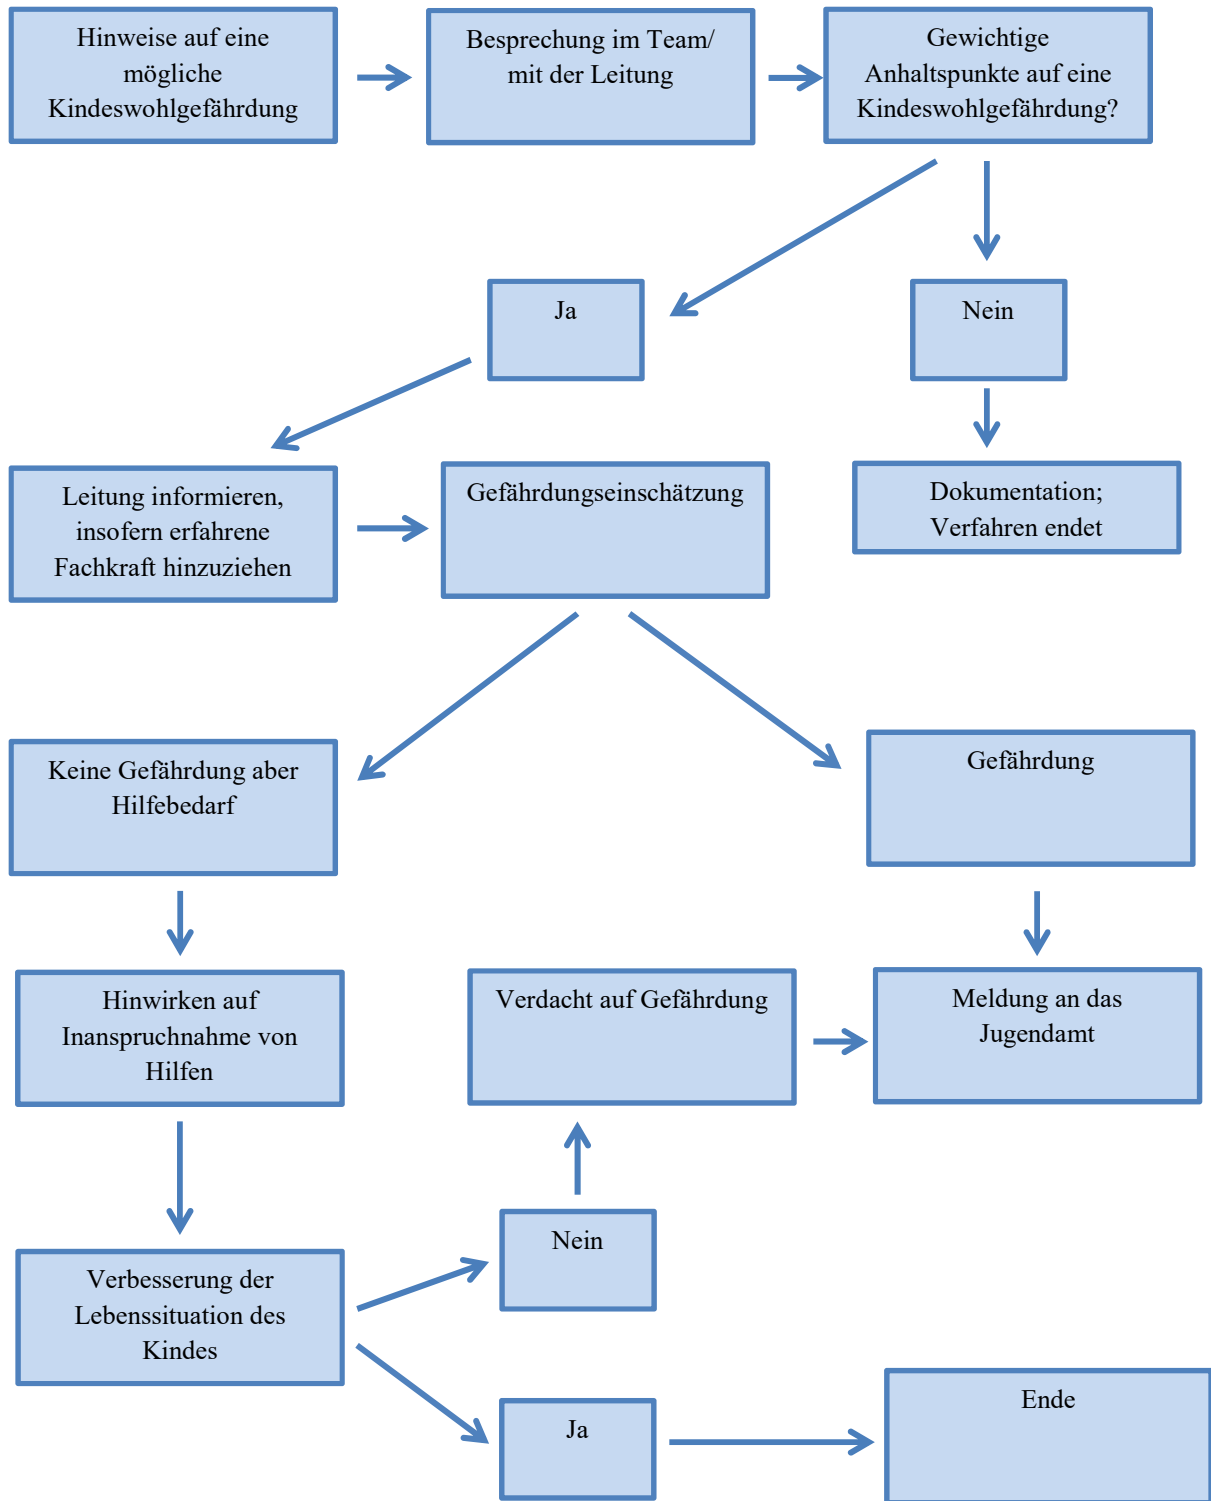 Hinweise auf eine
mögliche
Kindeswohlgefährdung
Besprechung im Team/
mit der Leitung
Gewichtige
Anhaltspunkte auf eine
Kindeswohlgefährdung?
Ja
Nein
Leitung informieren,
insofern erfahrene
Fachkraft hinzuziehen
Gefährdungseinschätzung
Dokumentation;
Verfahren endet
Keine Gefährdung aber
Hilfebedarf
Gefährdung
Hinwirken auf
Inanspruchnahme von
Hilfen
Verdacht auf Gefährdung
Meldung an das
Jugendamt
Verbesserung der
Lebenssituation des
Kindes
Nein
Ja
Ende